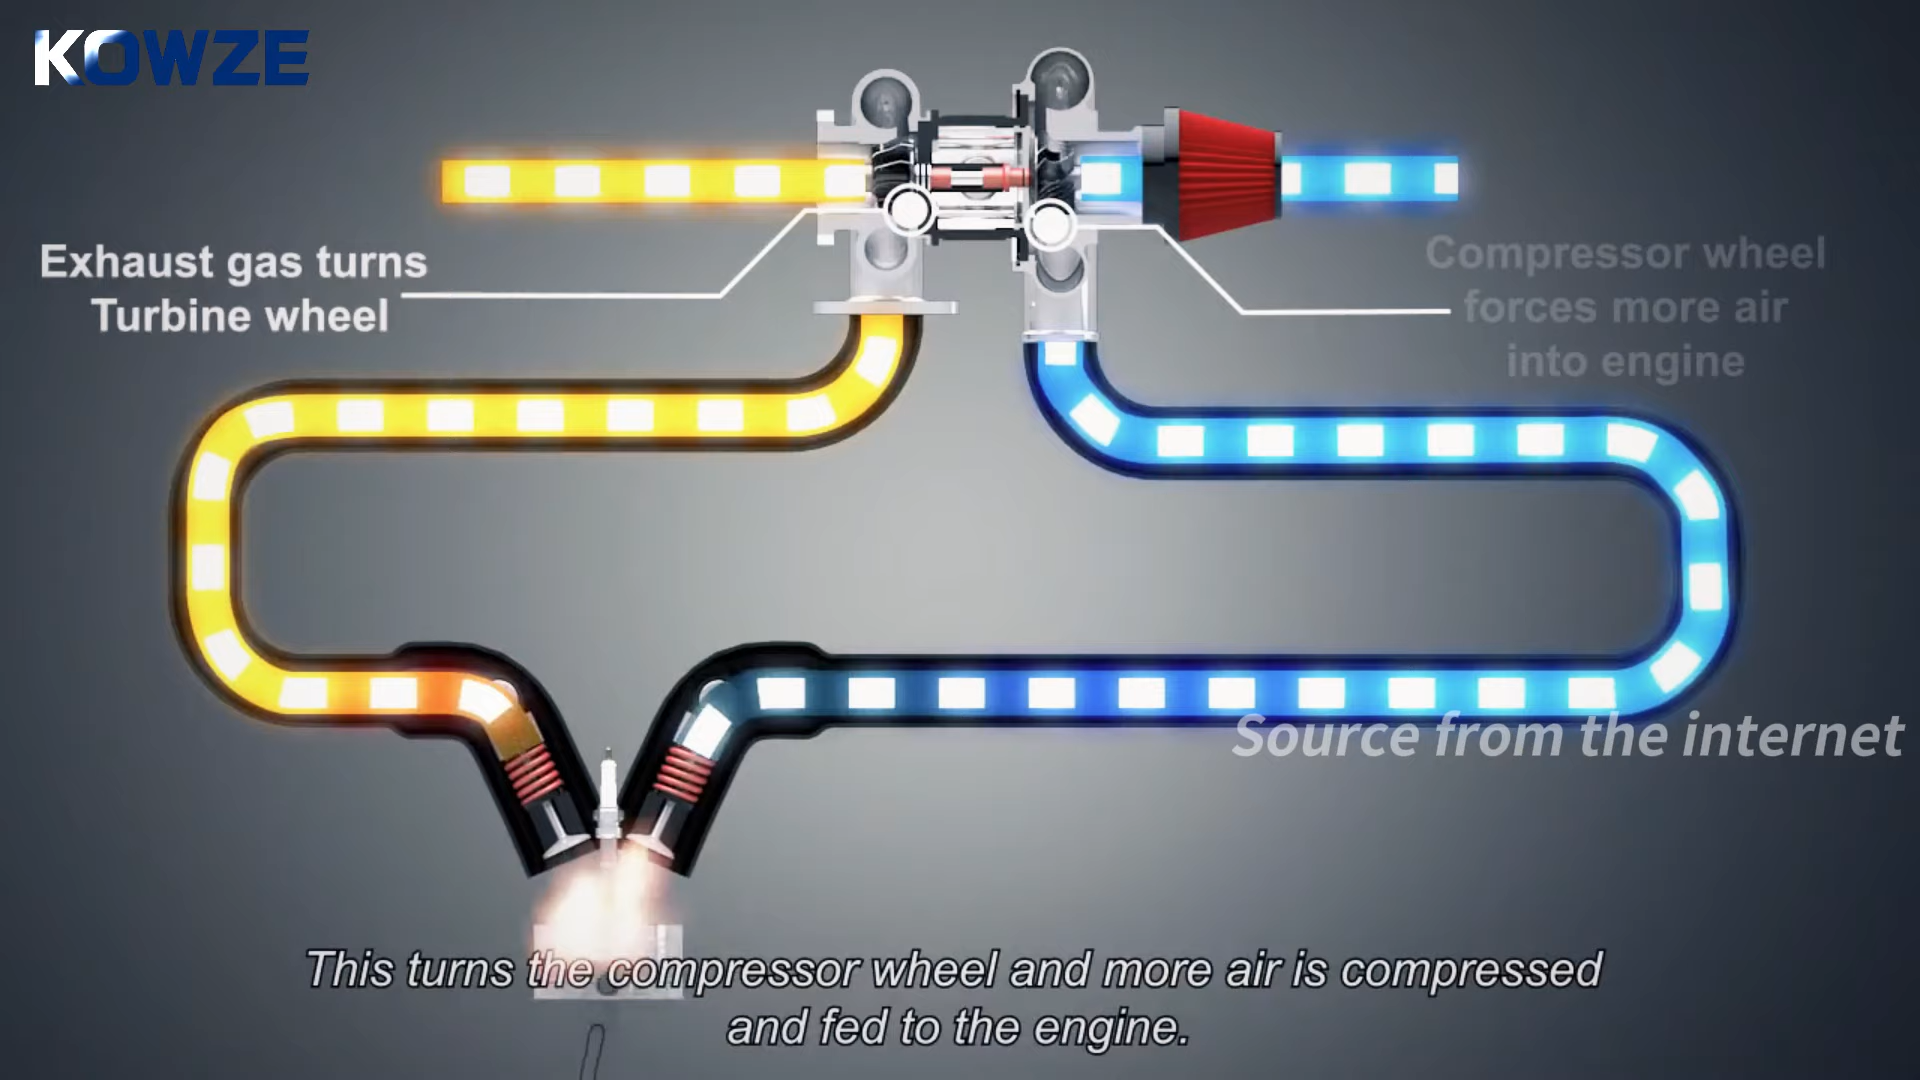 KOWZE
Exhaust gas turns
Turbine wheel
Compressor wheel
forces more air
into engine
Source from the internet
This turns the compressor wheel and more air is compressed
and fed to the engine.